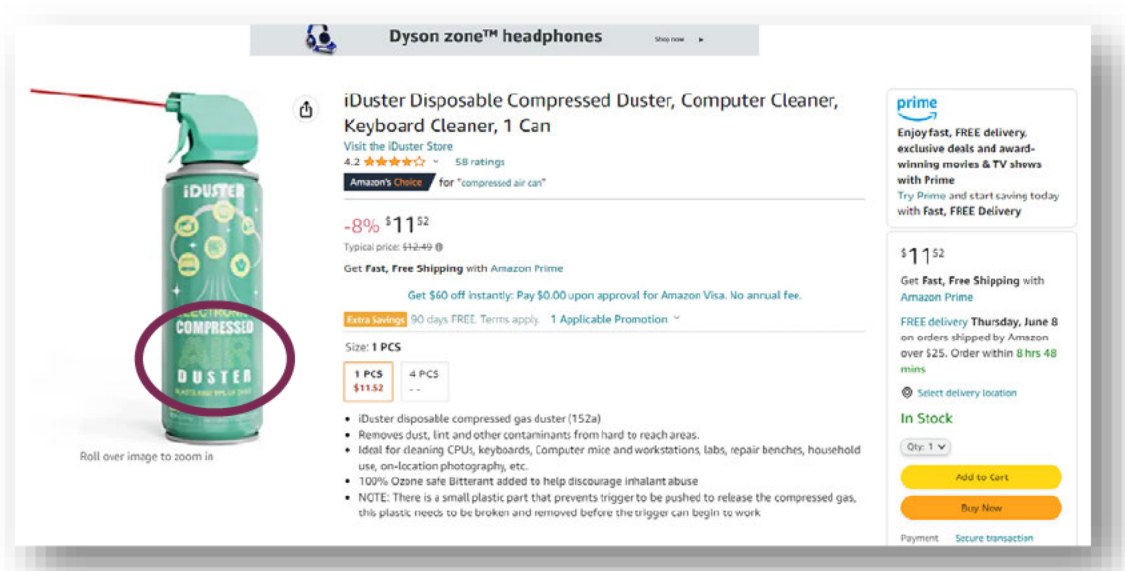 Dyson zone™ headphones
Shop now
iDuster Disposable Compressed Duster, Computer Cleaner,
Keyboard Cleaner, 1 Can
Visit the iDuster Store
4.2
58 ratings
Amazon's Choice for "compressed air can"
-8% $11 52
Typical price: $12.49
Get Fast, Free Shipping with Amazon Prime
Get $60 off instantly: Pay $0.00 upon approval for Amazon Visa. No annual fee.
Extra Savings 90 days FREE. Terms apply. 1 Applicable Promotion
Size: 1 PCS
1 PCS
$11.52
4 PCS
--
• iDuster disposable compressed gas duster (152a)
• Removes dust, lint and other contaminants from hard to reach areas.
• Ideal for cleaning CPUs, keyboards, Computer mice and workstations, labs, repair benches, household
use, on-location photography, etc.
• 100% Ozone safe Bitterant added to help discourage inhalant abuse
• NOTE: There is a small plastic part that prevents trigger to be pushed to release the compressed gas,
this plastic needs to be broken and removed before the trigger can begin to work
iDUSTER
ELECTRONIC
COMPRESSED
AIR
DUSTER
Roll over image to zoom in
prime
Enjoy fast, FREE delivery,
exclusive deals and award-
winning movies & TV shows
with Prime
Try Prime and start saving today
with Fast, FREE Delivery
$11 52
Get Fast, Free Shipping with
Amazon Prime
FREE delivery Thursday, June 8
on orders shipped by Amazon
over $25. Order within 8 hrs 48
mins
Select delivery location
In Stock
Qty: 1
Add to Cart
Buy Now
Payment Secure transaction